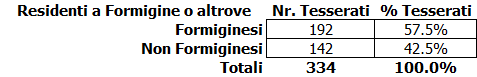 Residenti a Formigine o altrove Nr. Tesserati % Tesserati
Formiginesi 192 57.5%
Non Formiginesi 142 42.5%
Totali 334 100.0%